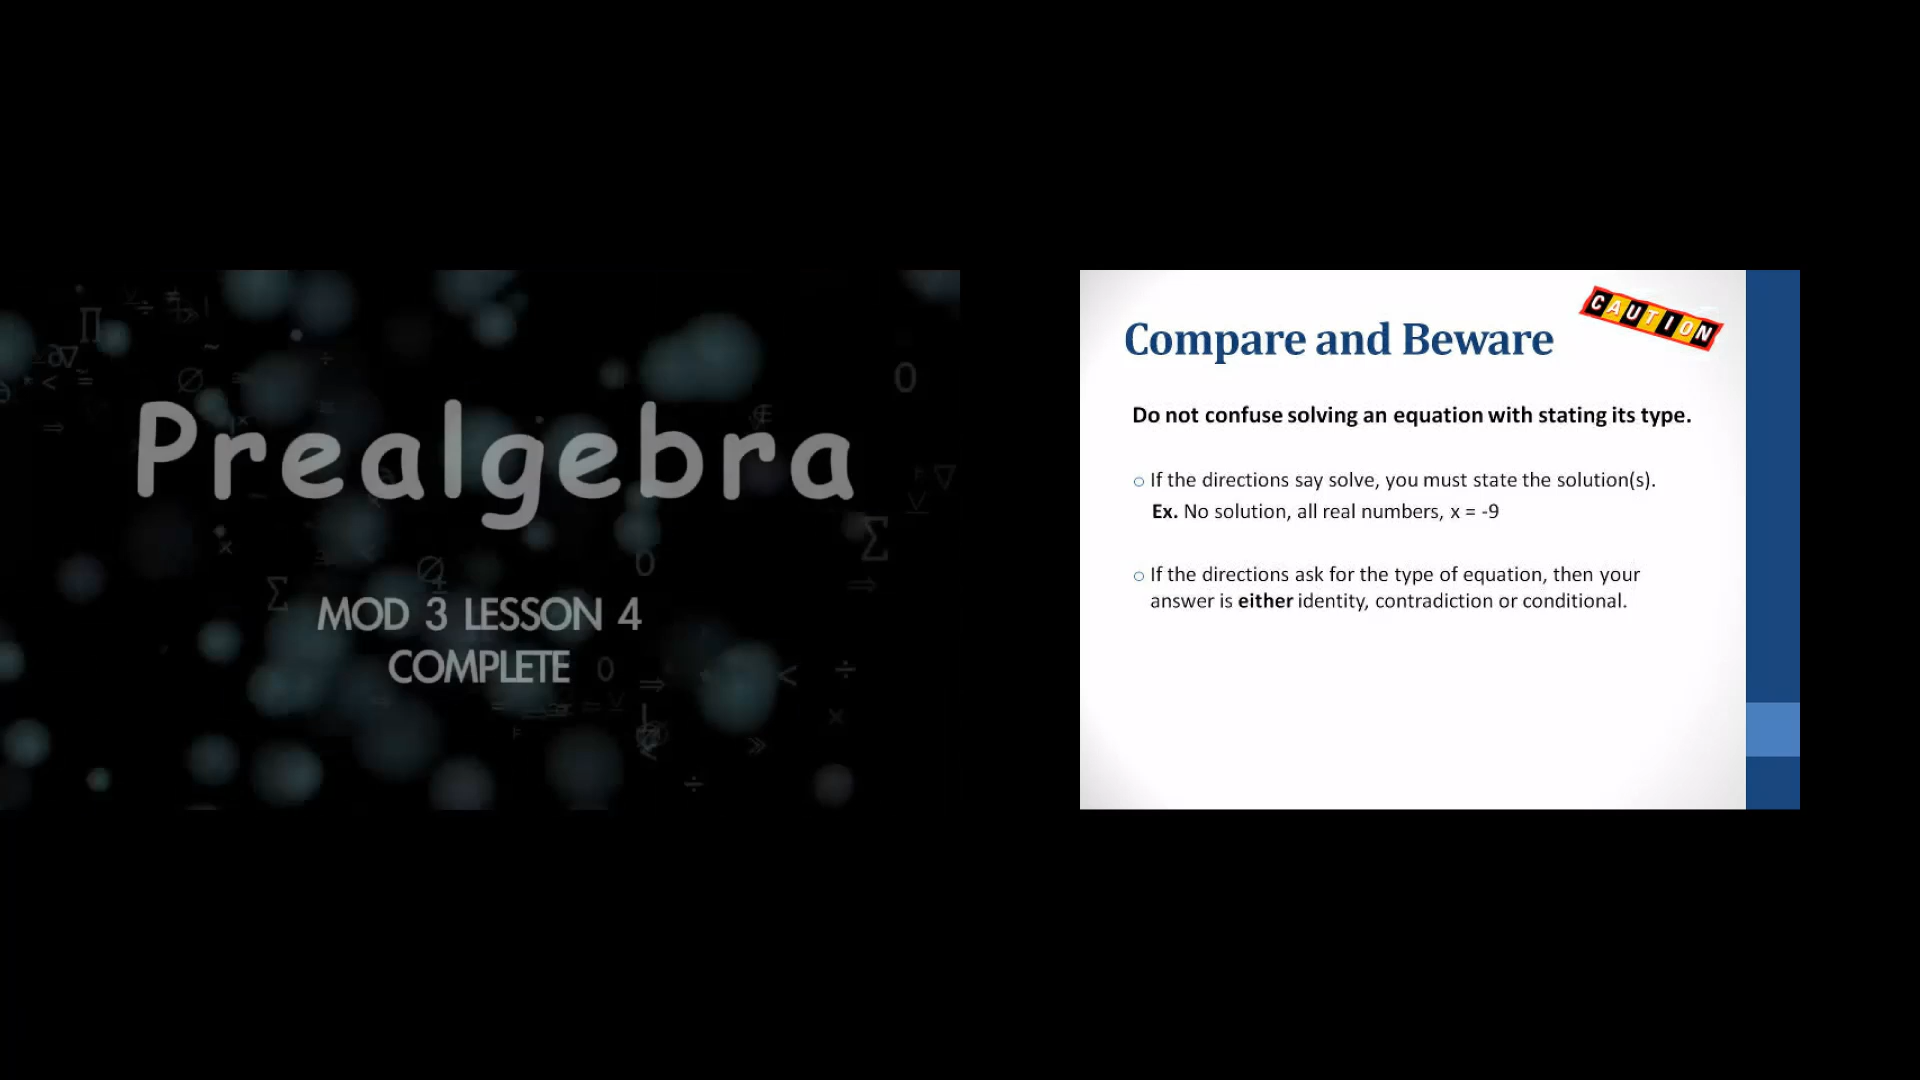 Prealgebra
MOD 3 LESSON 4
COMPLETE
CAUTION
Compare and Beware
Do not confuse solving an equation with stating its type.
○ If the directions say solve, you must state the solution(s).
Ex. No solution, all real numbers, x = -9
○ If the directions ask for the type of equation, then your
answer is either identity, contradiction or conditional.